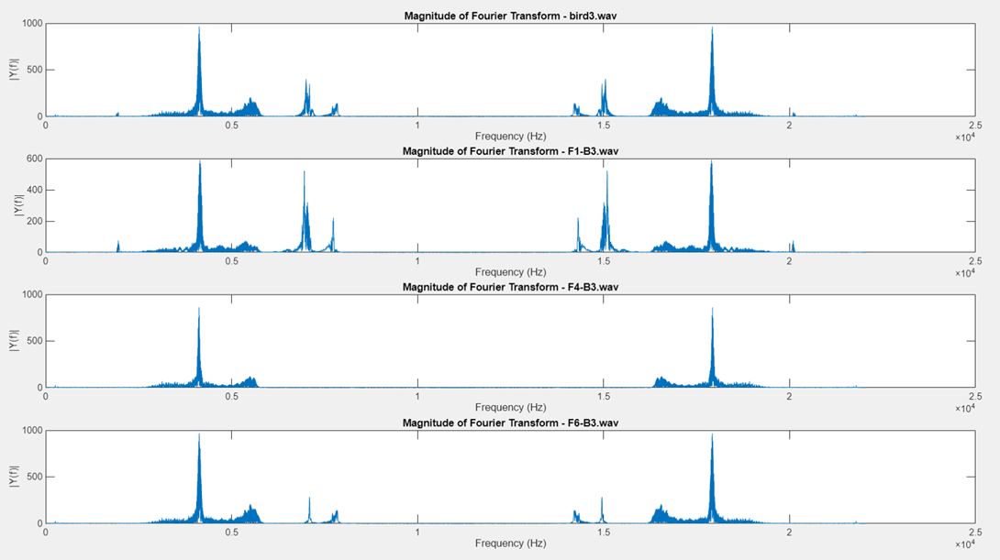 Magnitude of Fourier Transform - bird3.wav
1000
500
0
|Y(f)|
0 0.5 1 1.5 2 2.5
Frequency (Hz)
×10^4
Magnitude of Fourier Transform - F1-B3.wav
600
400
200
0
|Y(f)|
0 0.5 1 1.5 2 2.5
Frequency (Hz)
×10^4
Magnitude of Fourier Transform - F4-B3.wav
1000
500
0
|Y(f)|
0 0.5 1 1.5 2 2.5
Frequency (Hz)
×10^4
Magnitude of Fourier Transform - F6-B3.wav
1000
500
0
|Y(f)|
0 0.5 1 1.5 2 2.5
Frequency (Hz)
×10^4